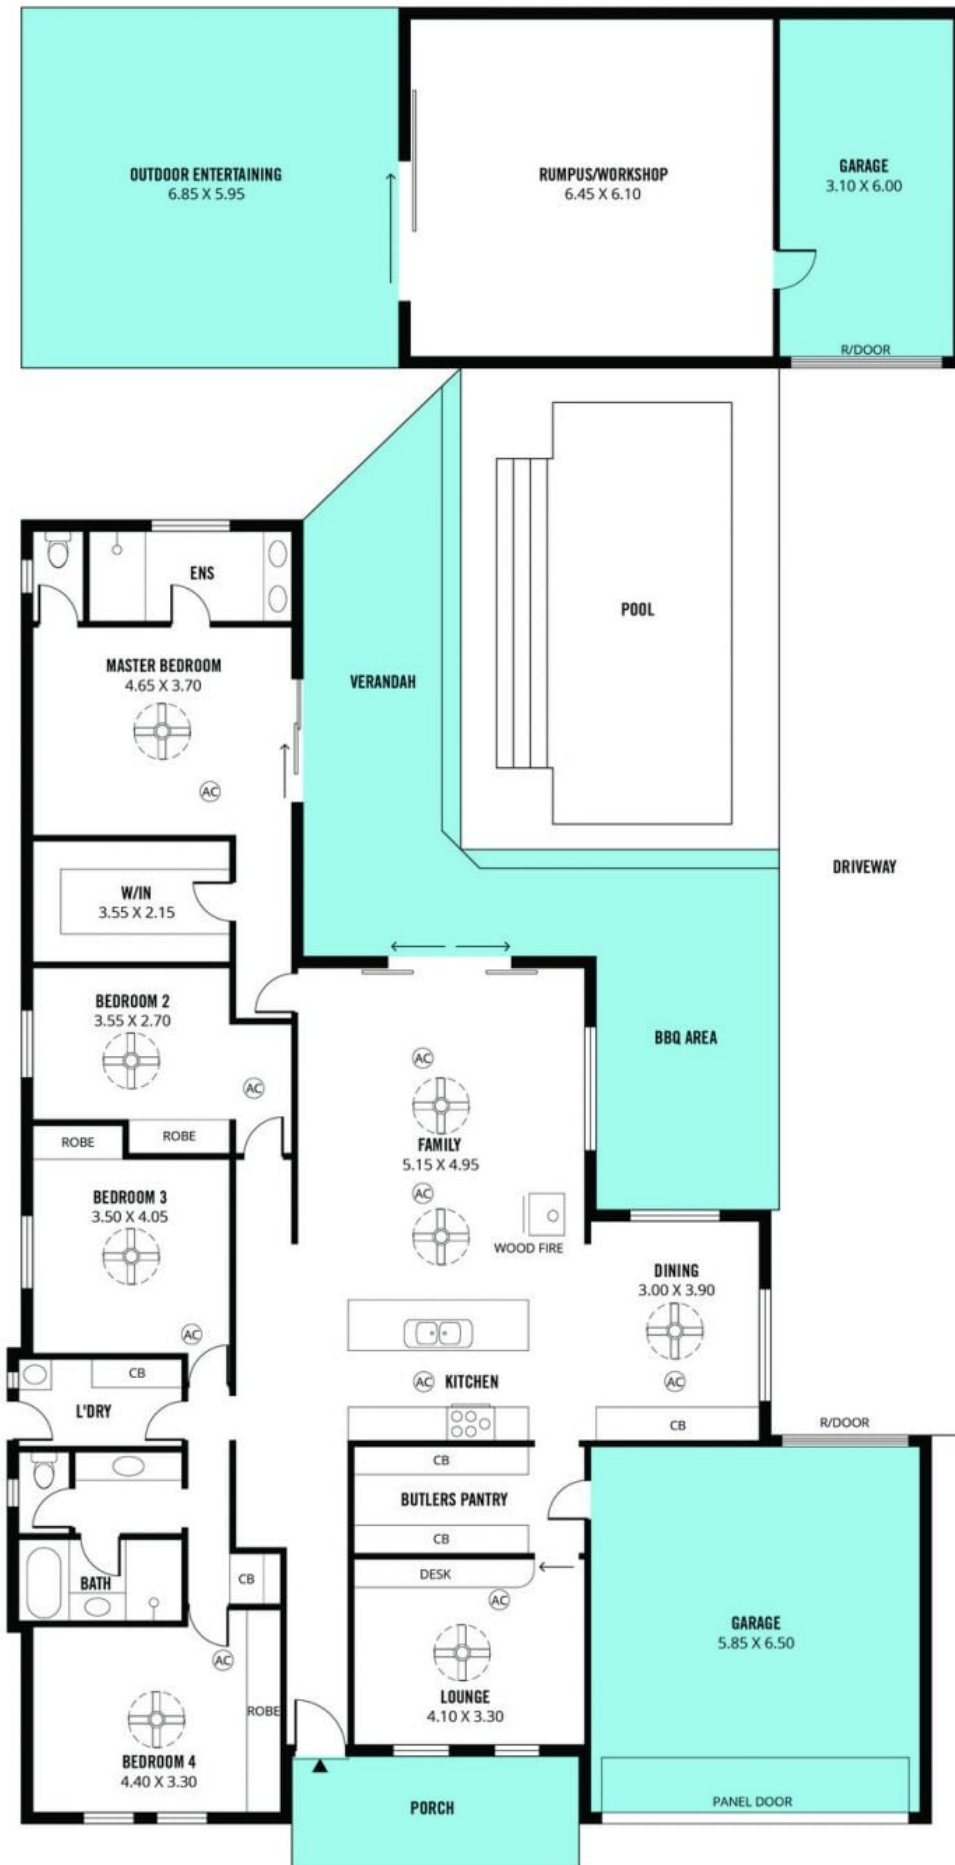 OUTDOOR ENTERTAINING
6.85 X 5.95
RUMPUS/WORKSHOP
6.45 X 6.10
GARAGE
3.10 X 6.00
R/DOOR
ENS
MASTER BEDROOM
4.65 X 3.70
AC
VERANDAH
POOL
DRIVEWAY
W/IN
3.55 X 2.15
BEDROOM 2
3.55 X 2.70
AC
ROBE
ROBE
BBQ AREA
AC
FAMILY
5.15 X 4.95
AC
WOOD FIRE
BEDROOM 3
3.50 X 4.05
AC
DINING
3.00 X 3.90
AC
CB
L'DRY
AC KITCHEN
CB
R/DOOR
CB
BUTLERS PANTRY
CB
DESK
AC
BATH
CB
GARAGE
5.85 X 6.50
LOUNGE
4.10 X 3.30
AC
ROBE
BEDROOM 4
4.40 X 3.30
PORCH
PANEL DOOR